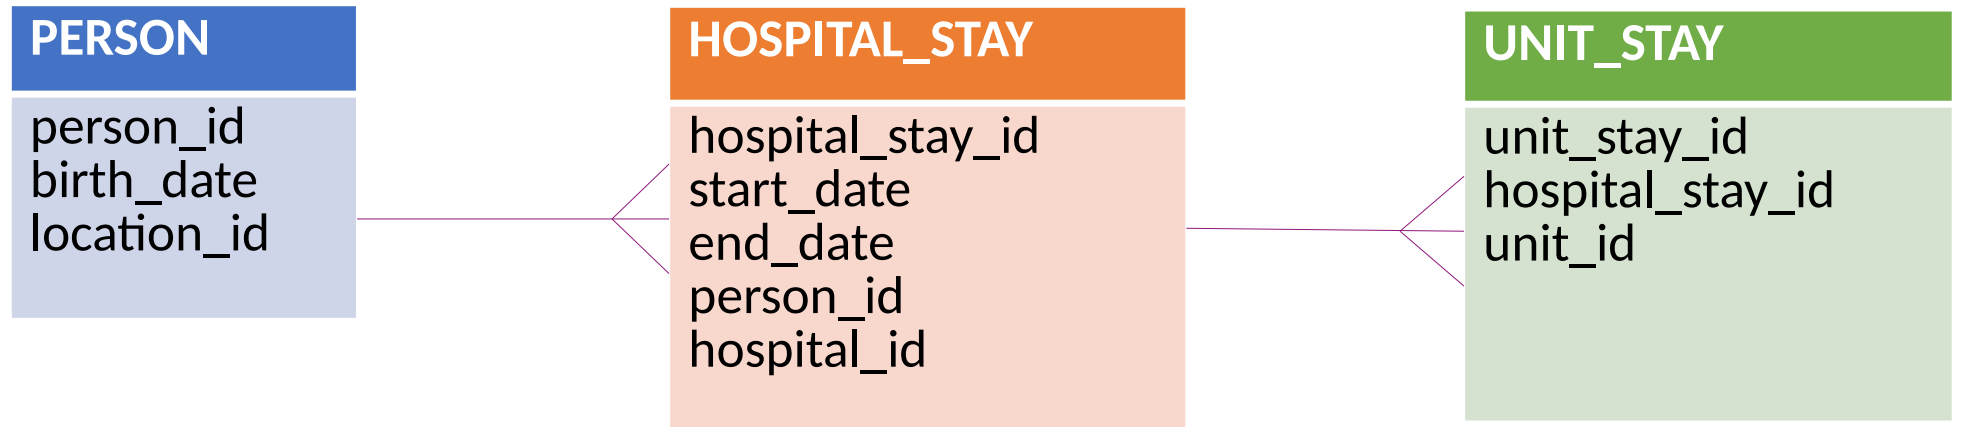 PERSON
person_id
birth_date
location_id
HOSPITAL_STAY
hospital_stay_id
start_date
end_date
person_id
hospital_id
UNIT_STAY
unit_stay_id
hospital_stay_id
unit_id